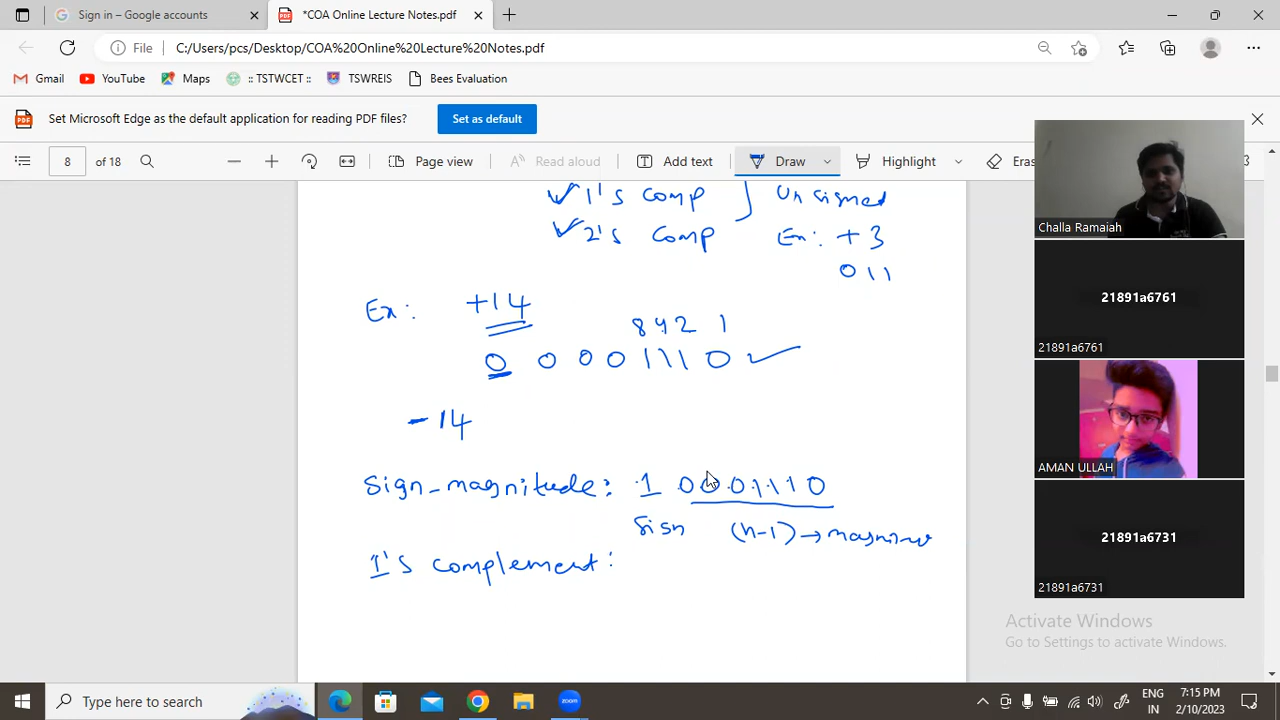 Sign in – Google accounts
*COA Online Lecture Notes.pdf
File C:/Users/pcs/Desktop/COA%20Online%20Lecture%20Notes.pdf
Gmail YouTube Maps :: TSTWCET :: TSWREIS Bees Evaluation
Set Microsoft Edge as the default application for reading PDF files? Set as default
8 of 18 Page view Read aloud Add text Draw Highlight Eras 3
1's comp Unsigned
2's comp Ex: +3
011
Ex: +14
8 4 2 1
0 0 0 0 1 1 1 0
-14
Sign-magnitude: 1 0 0 0 1 1 1 0
Sign (n-1) →
1's complement:
Challa Ramaiah
21891a6761
21891a6761
AMAN ULLAH
21891a6731
21891a6731
Activate Windows
Go to Settings to activate Windows.
Type here to search
ENG
IN
7:15 PM
2/10/2023